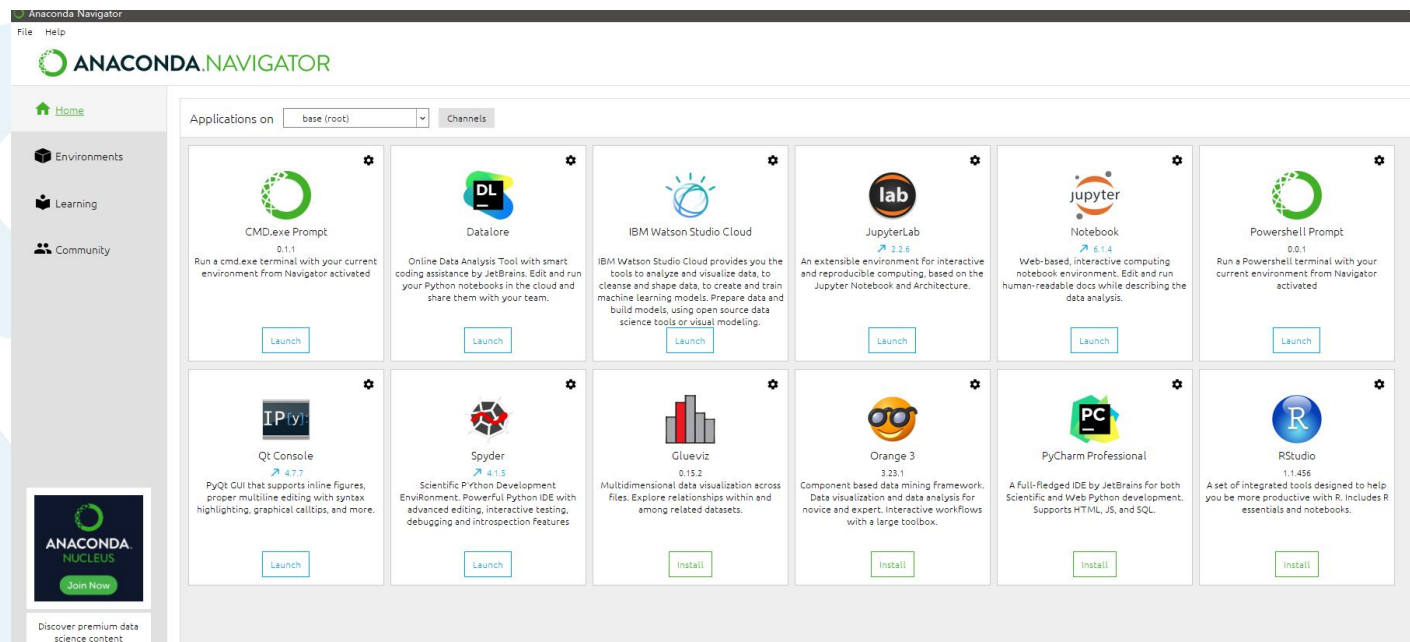 Anaconda Navigator
File Help
ANACONDA.NAVIGATOR
Home
Environments
Learning
Community
Applications on base (root) Channels
CMD.exe Prompt
0.1.1
Run a cmd.exe terminal with your current
environment from Navigator activated
Launch
DL
Datalore
Online Data Analysis Tool with smart
coding assistance by JetBrains. Edit and run
your Python notebooks in the cloud and
share them with your team.
Launch
IBM Watson Studio Cloud
IBM Watson Studio Cloud provides you the
tools to analyze and visualize data, to
cleanse and shape data, to create and train
machine learning models. Prepare data and
build models, using open source data
science tools or visual modeling.
Launch
lab
JupyterLab
2.2.6
An extensible environment for interactive
and reproducible computing, based on the
Jupyter Notebook and Architecture.
Launch
jupyter
Notebook
6.1.4
Web-based, interactive computing
notebook environment. Edit and run
human-readable docs while describing the
data analysis.
Launch
Powershell Prompt
0.0.1
Run a Powershell terminal with your
current environment from Navigator
activated
Launch
IP[y]:
Qt Console
4.7.7
PyQt GUI that supports inline figures,
proper multiline editing with syntax
highlighting, graphical calltips, and more.
Launch
Spyder
4.1.5
Scientific PYthon Development
EnviRonment. Powerful Python IDE with
advanced editing, interactive testing,
debugging and introspection features
Launch
Glueviz
0.15.2
Multidimensional data visualization across
files. Explore relationships within and
among related datasets.
Install
Orange 3
3.23.1
Component based data mining framework.
Data visualization and data analysis for
novice and expert. Interactive workflows
with a large toolbox.
Install
PC
PyCharm Professional
A full-fledged IDE by JetBrains for both
Scientific and Web Python development.
Supports HTML, JS, and SQL.
Install
R
RStudio
1.1.456
A set of integrated tools designed to help
you be more productive with R. Includes R
essentials and notebooks.
Install
ANACONDA.
NUCLEUS
Join Now
Discover premium data
science content